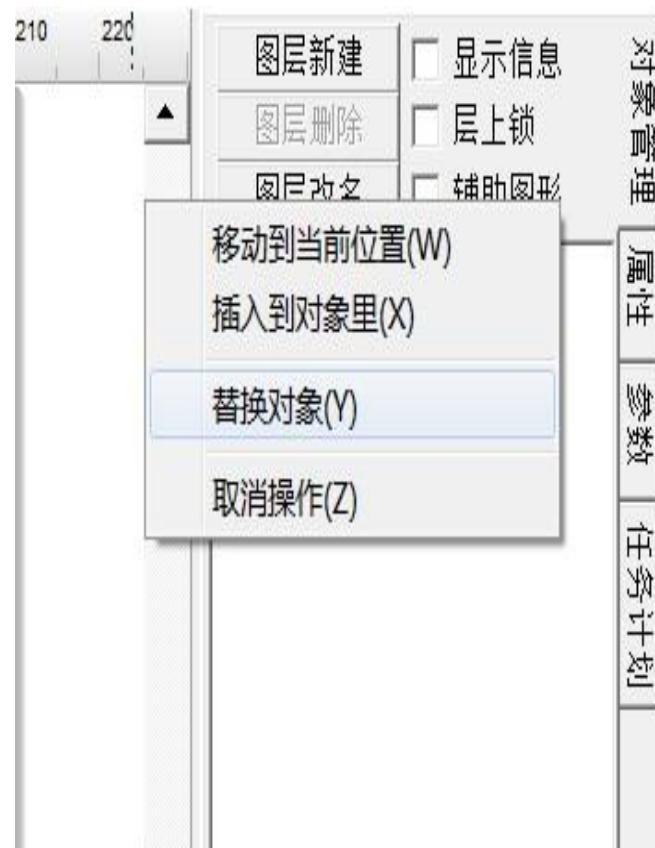 210 220
图层新建 显示信息
图层删除 层上锁
图层改名 辅助图形
移动到当前位置(W)
插入到对象里(X)
替换对象(Y)
取消操作(Z)
对象管理
属性
参数
任务计划